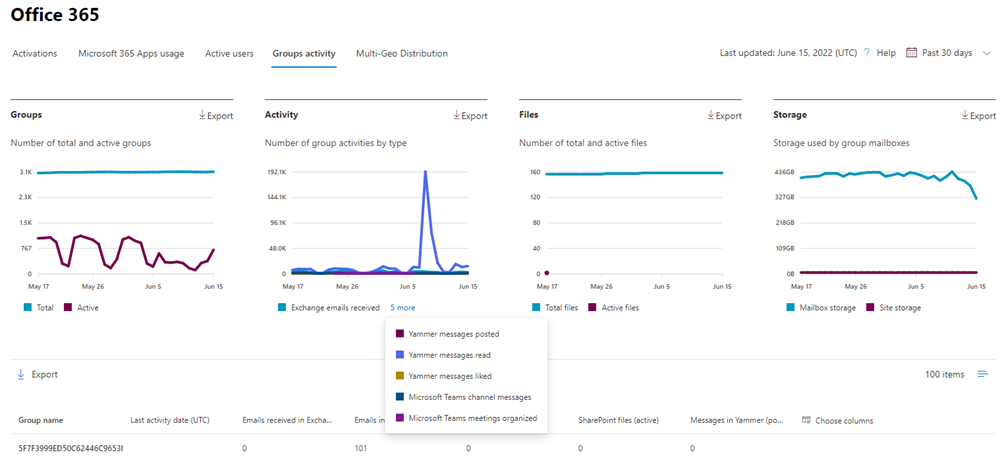 Office 365
Activations Microsoft 365 Apps usage Active users Groups activity Multi-Geo Distribution Last updated: June 15, 2022 (UTC) ? Help Past 30 days
Groups Export
Number of total and active groups
3.1K
2.3K
1.5K
767
0
May 17 May 26 Jun 5 Jun 15
Total Active
Activity Export
Number of group activities by type
192.1K
144.1K
96.1K
48.0K
0
May 17 May 26 Jun 5 Jun 15
Exchange emails received 5 more
Yammer messages posted
Yammer messages read
Yammer messages liked
Microsoft Teams channel messages
Microsoft Teams meetings organized
Files Export
Number of total and active files
160
120
80
40
0
May 17 May 26 Jun 5 Jun 15
Total files Active files
Storage Export
Storage used by group mailboxes
436GB
327GB
218GB
109GB
0B
May 17 May 26 Jun 5 Jun 15
Mailbox storage Site storage
Export 100 items
Group name Last activity date (UTC) Emails received in Excha... Emails in SharePoint files (active) Messages in Yammer (po... Choose columns
5F7F3999ED50C62446C9653I 0 101 0 0 0